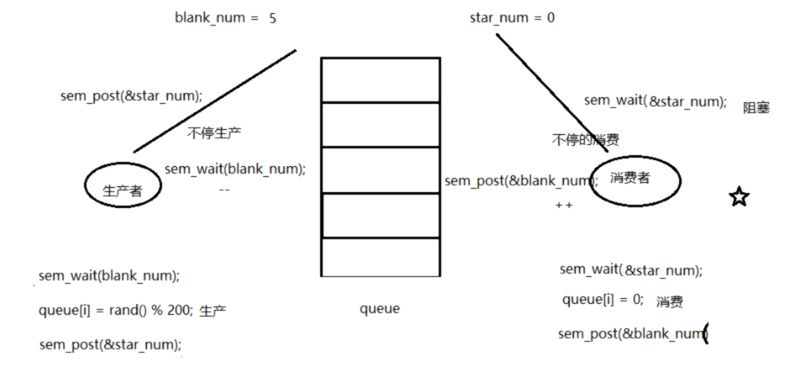 blank_num = 5
star_num = 0
sem_post(&star_num);
sem_wait(&star_num); 阻塞
不停生产
不停的消费
sem_wait(blank_num);
--
生产者
sem_post(&blank_num);
++
消费者
sem_wait(blank_num);
queue[i] = rand() % 200; 生产
sem_post(&star_num);
queue
sem_wait(&star_num);
queue[i] = 0; 消费
sem_post(&blank_num(